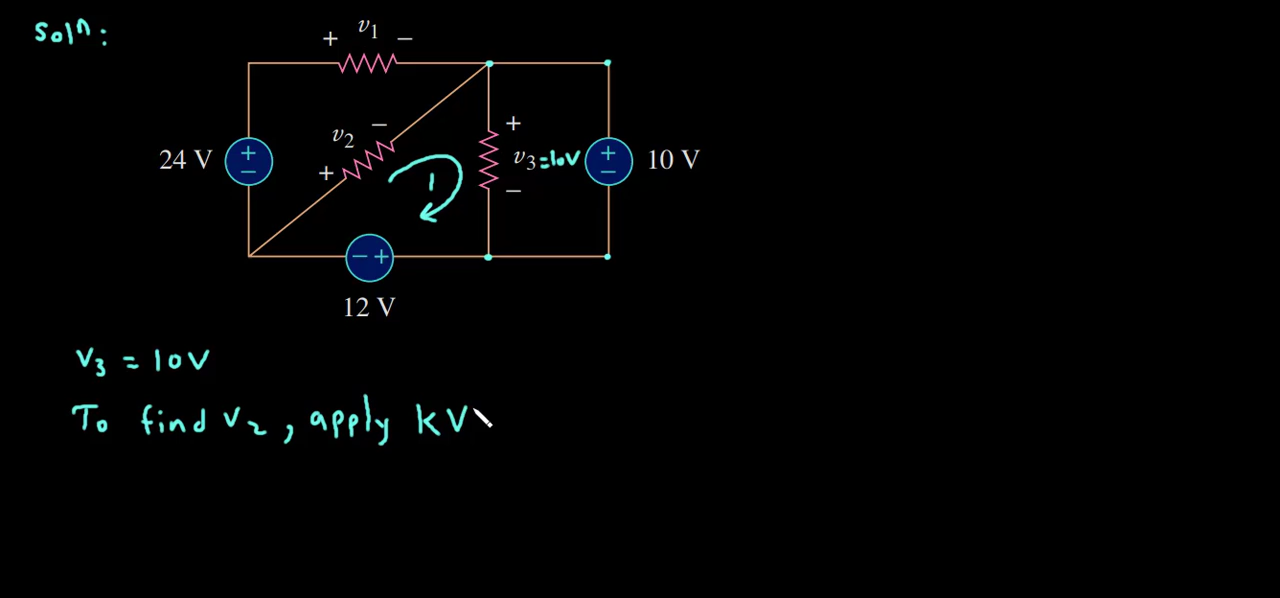 Soln:
+ v1 −
24 V
+
−
v2
−
+
1
+
v3 = 10V
−
+
−
10 V
− +
12 V
V3 = 10V
To find V2, apply KV